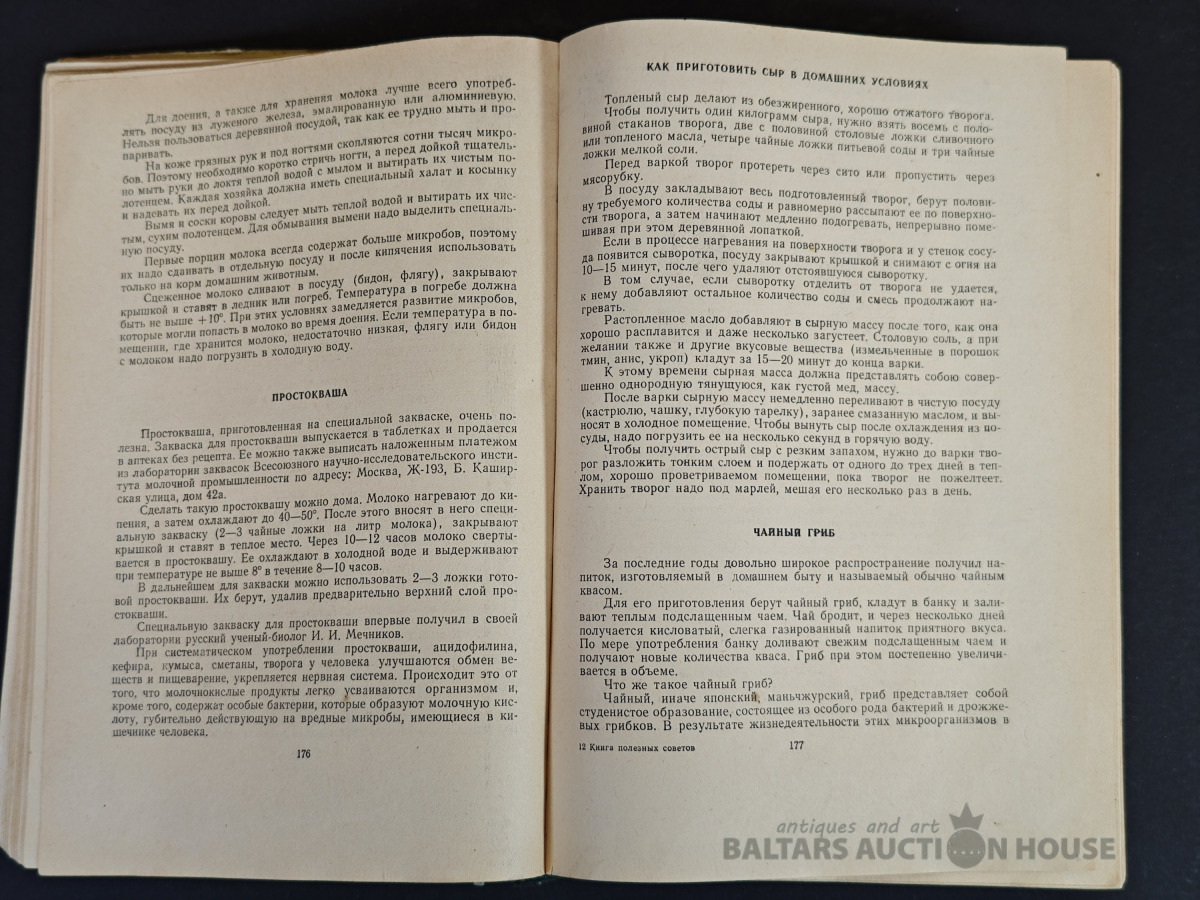 Для доения, а также для хранения молока лучше всего употреб-
лять посуду из луженого железа, эмалированную или алюминиевую.
Нельзя пользоваться деревянной посудой, так как ее трудно мыть и про-
паривать.
На коже грязных рук и под ногтями скопляются сотни тысяч микро-
бов. Поэтому необходимо коротко стричь ногти, а перед дойкой тщатель-
но мыть руки до локтя теплой водой с мылом и вытирать их чистым по-
лотенцем. Каждая хозяйка должна иметь специальный халат и косынку
и надевать их перед дойкой.
Вымя и соски коровы следует мыть теплой водой и вытирать их чис-
тым, сухим полотенцем. Для обмывания вымени надо выделить специаль-
ную посуду.
Первые порции молока всегда содержат больше микробов, поэтому
их надо сдаивать в отдельную посуду и после кипячения использовать
только на корм домашним животным.
Сцеженное молоко сливают в посуду (бидон, флягу), закрывают
крышкой и ставят в ледник или погреб. Температура в погребе должна
быть не выше +10°. При этих условиях замедляется развитие микробов,
которые могли попасть в молоко во время доения. Если температура в по-
мещении, где хранится молоко, недостаточно низкая, флягу или бидон
с молоком надо погрузить в холодную воду.
ПРОСТОКВАША
Простокваша, приготовленная на специальной закваске, очень по-
лезна. Закваска для простокваши выпускается в таблетках и продается
в аптеках без рецепта. Ее можно также выписать наложенным платежом
из лаборатории заквасок Всесоюзного научно-исследовательского инсти-
тута молочной промышленности по адресу: Москва, Ж-193, Б. Кашир-
ская улица, дом 42а.
Сделать такую простоквашу можно дома. Молоко нагревают до ки-
пения, а затем охлаждают до 40—50°. После этого вносят в него специ-
альную закваску (2—3 чайные ложки на литр молока), закрывают
крышкой и ставят в теплое место. Через 10—12 часов молоко сверты-
вается в простоквашу. Ее охлаждают в холодной воде и выдерживают
при температуре не выше 8° в течение 8—10 часов.
В дальнейшем для закваски можно использовать 2—3 ложки гото-
вой простокваши. Их берут, удалив предварительно верхний слой про-
стокваши.
Специальную закваску для простокваши впервые получил в своей
лаборатории русский ученый-биолог И. И. Мечников.
При систематическом употреблении простокваши, ацидофилина,
кефира, кумыса, сметаны, творога у человека улучшаются обмен ве-
ществ и пищеварение, укрепляется нервная система. Происходит это от
того, что молочнокислые продукты легко усваиваются организмом и,
кроме того, содержат особые бактерии, которые образуют молочную кис-
лоту, губительно действующую на вредные микробы, имеющиеся в ки-
шечнике человека.
176
КАК ПРИГОТОВИТЬ СЫР В ДОМАШНИХ УСЛОВИЯХ
Топленый сыр делают из обезжиренного, хорошо отжатого творога.
Чтобы получить один килограмм сыра, нужно взять восемь с поло-
виной стаканов творога, две с половиной столовые ложки сливочного
или топленого масла, четыре чайные ложки питьевой соды и три чайные
ложки мелкой соли.
Перед варкой творог протереть через сито или пропустить через
мясорубку.
В посуду закладывают весь подготовленный творог, берут полови-
ну требуемого количества соды и равномерно рассыпают ее по поверхно-
сти творога, а затем начинают медленно подогревать, непрерывно поме-
шивая при этом деревянной лопаткой.
Если в процессе нагревания на поверхности творога и у стенок сосу-
да появится сыворотка, посуду закрывают крышкой и снимают с огня на
10—15 минут, после чего удаляют отстоявшуюся сыворотку.
В том случае, если сыворотку отделить от творога не удается,
к нему добавляют остальное количество соды и смесь продолжают на-
гревать.
Растопленное масло добавляют в сырную массу после того, как она
хорошо расплавится и даже несколько загустеет. Столовую соль, а при
желании также и другие вкусовые вещества (измельченные в порошок
тмин, анис, укроп) кладут за 15—20 минут до конца варки.
К этому времени сырная масса должна представлять собою совер-
шенно однородную тянущуюся, как густой мед, массу.
После варки сырную массу немедленно переливают в чистую посуду
(кастрюлю, чашку, глубокую тарелку), заранее смазанную маслом, и вы-
носят в холодное помещение. Чтобы вынуть сыр после охлаждения из по-
суды, надо погрузить ее на несколько секунд в горячую воду.
Чтобы получить острый сыр с резким запахом, нужно до варки тво-
рог разложить тонким слоем и подержать от одного до трех дней в теп-
лом, хорошо проветриваемом помещении, пока творог не пожелтеет.
Хранить творог надо под марлей, мешая его несколько раз в день.
ЧАЙНЫЙ ГРИБ
За последние годы довольно широкое распространение получил на-
питок, изготовляемый в домашнем быту и называемый обычно чайным
квасом.
Для его приготовления берут чайный гриб, кладут в банку и зали-
вают теплым подслащенным чаем. Чай бродит, и через несколько дней
получается кисловатый, слегка газированный напиток приятного вкуса.
По мере употребления банку доливают свежим подслащенным чаем и
получают новые количества кваса. Гриб при этом постепенно увеличи-
вается в объеме.
Что же такое чайный гриб?
Чайный, иначе японский, маньчжурский, гриб представляет собой
студенистое образование, состоящее из особого рода бактерий и дрожже-
вых грибков. В результате жизнедеятельности этих микроорганизмов в
12 Книга полезных советов
177
antiques and art
BALTARS AUCTION HOUSE